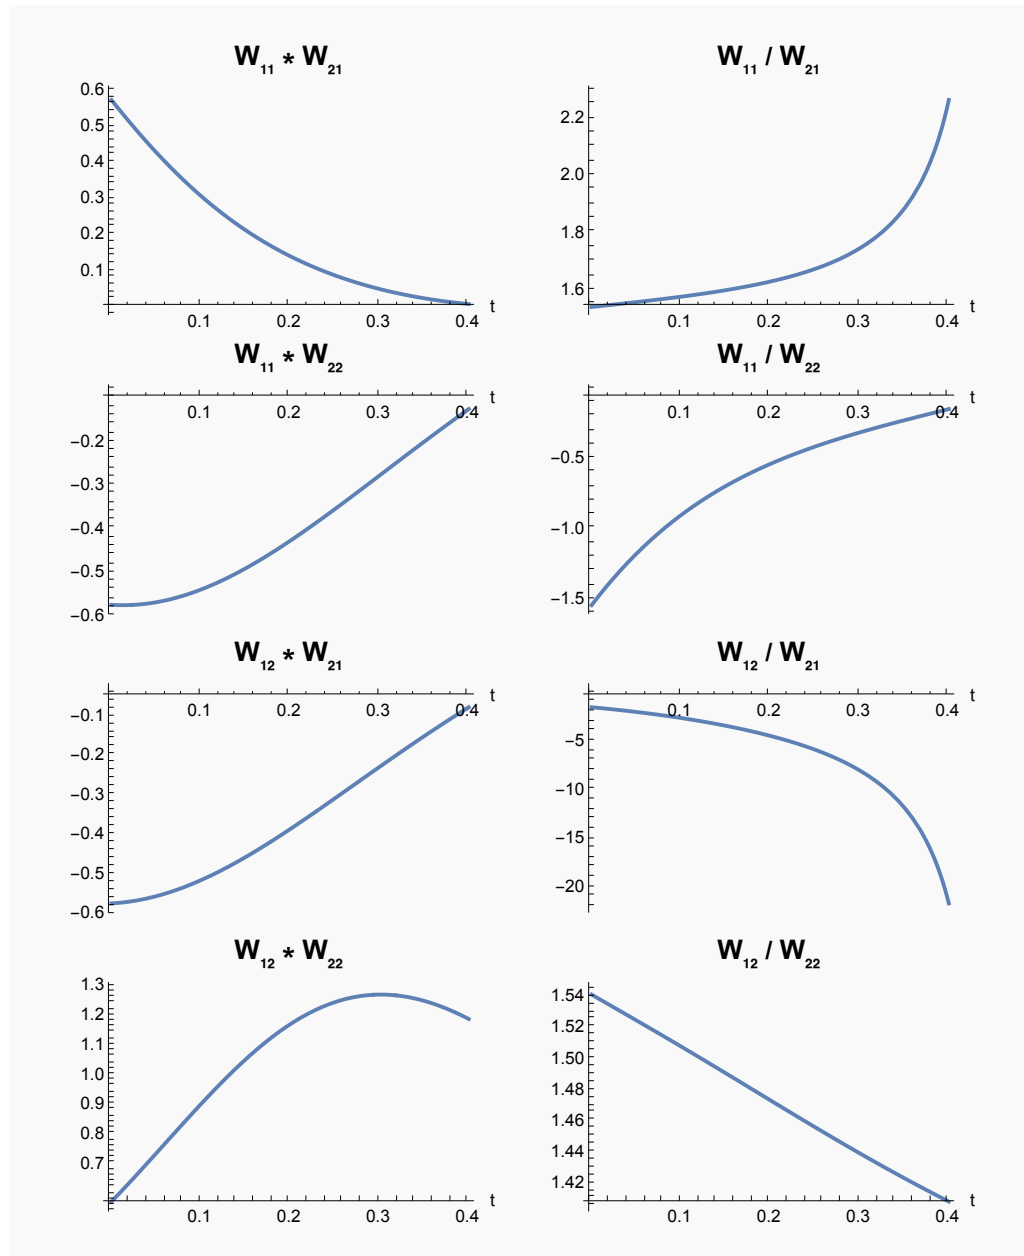 W₁₁ * W₂₁
0.6
0.5
0.4
0.3
0.2
0.1
0.1 0.2 0.3 0.4 t
W₁₁ / W₂₁
2.2
2.0
1.8
1.6
0.1 0.2 0.3 0.4 t
W₁₁ * W₂₂
0.1 0.2 0.3 0.4 t
−0.2
−0.3
−0.4
−0.5
−0.6
W₁₁ / W₂₂
0.1 0.2 0.3 0.4 t
−0.5
−1.0
−1.5
W₁₂ * W₂₁
0.1 0.2 0.3 0.4 t
−0.1
−0.2
−0.3
−0.4
−0.5
−0.6
W₁₂ / W₂₁
0.1 0.2 0.3 0.4 t
−5
−10
−15
−20
W₁₂ * W₂₂
1.3
1.2
1.1
1.0
0.9
0.8
0.7
0.1 0.2 0.3 0.4 t
W₁₂ / W₂₂
1.54
1.52
1.50
1.48
1.46
1.44
1.42
0.1 0.2 0.3 0.4 t